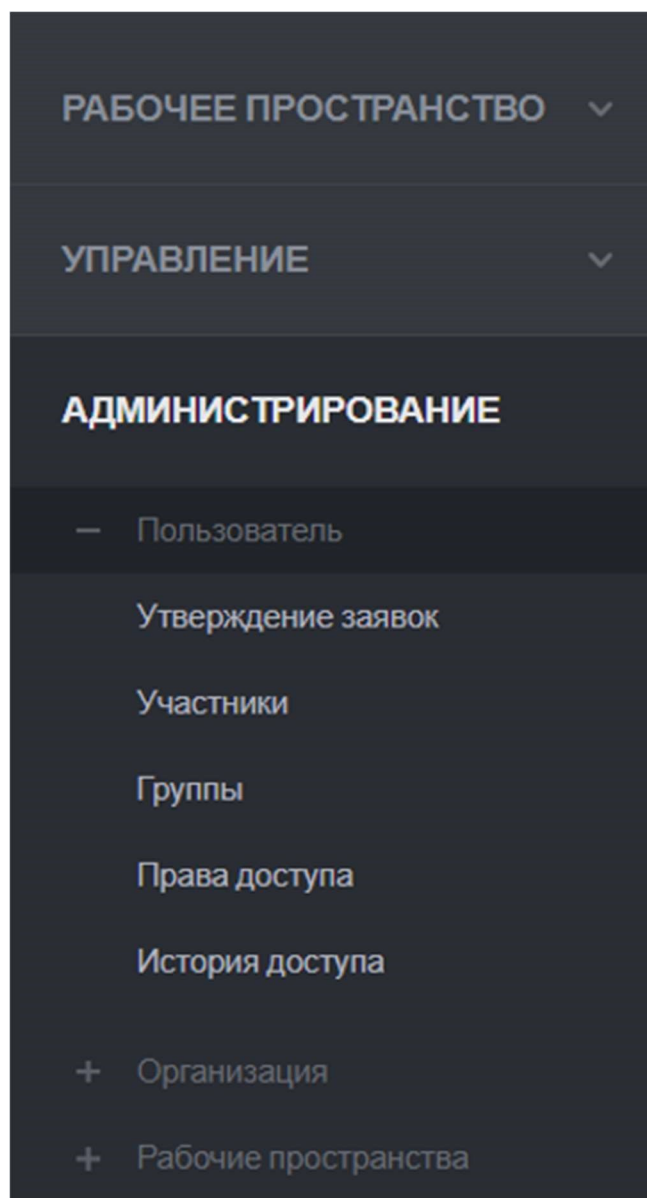 РАБОЧЕЕ ПРОСТРАНСТВО
УПРАВЛЕНИЕ
АДМИНИСТРИРОВАНИЕ
Пользователь
Утверждение заявок
Участники
Группы
Права доступа
История доступа
Организация
Рабочие пространства